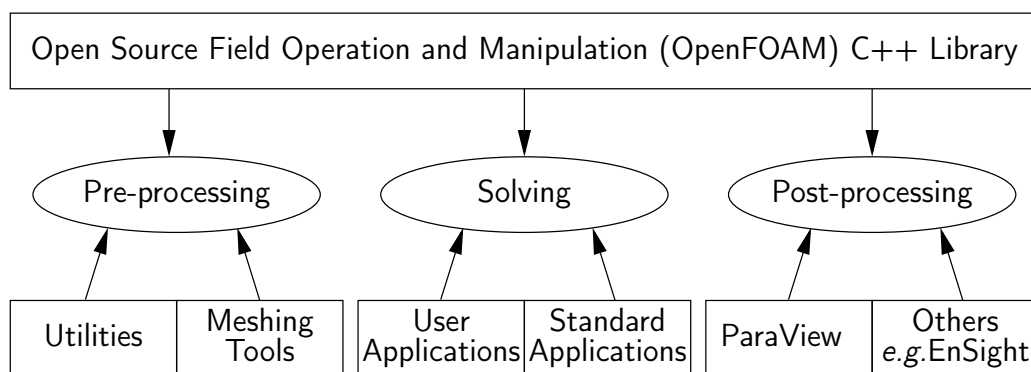 Open Source Field Operation and Manipulation (OpenFOAM) C++ Library
Pre-processing
Solving
Post-processing
Utilities
Meshing
Tools
User
Applications
Standard
Applications
ParaView
Others
e.g.EnSight